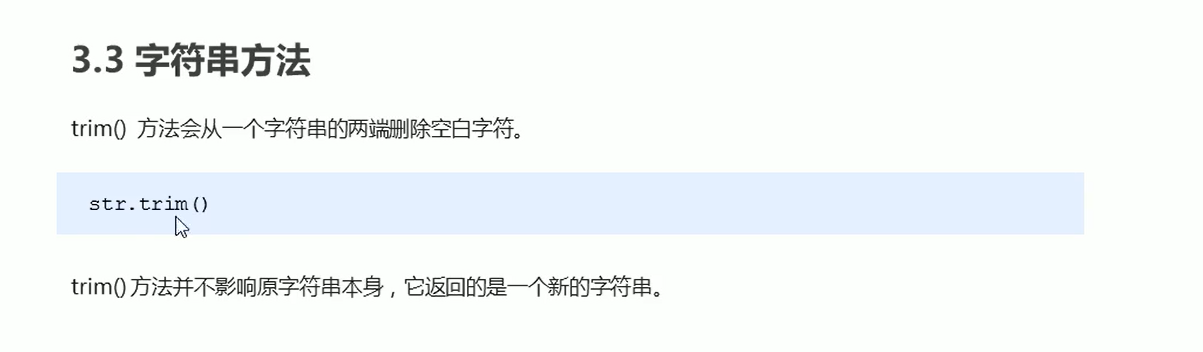 3.3 字符串方法
trim() 方法会从一个字符串的两端删除空白字符。
str.trim()
trim()方法并不影响原字符串本身，它返回的是一个新的字符串。